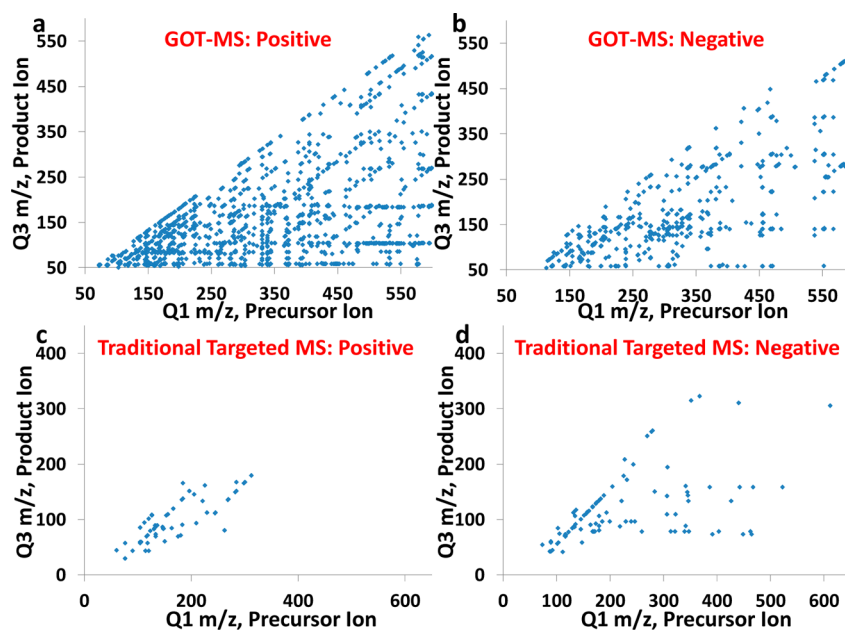 a
GOT-MS: Positive
550
450
350
250
150
50
Q3 m/z, Product Ion
50 150 250 350 450 550
Q1 m/z, Precursor Ion
b
GOT-MS: Negative
550
450
350
250
150
50
Q3 m/z, Product Ion
50 150 250 350 450 550
Q1 m/z, Precursor Ion
c
Traditional Targeted MS: Positive
400
300
200
100
0
Q3 m/z, Product Ion
0 200 400 600
Q1 m/z, Precursor Ion
d
Traditional Targeted MS: Negative
400
300
200
100
0
Q3 m/z, Product Ion
0 100 200 300 400 500 600
Q1 m/z, Precursor Ion